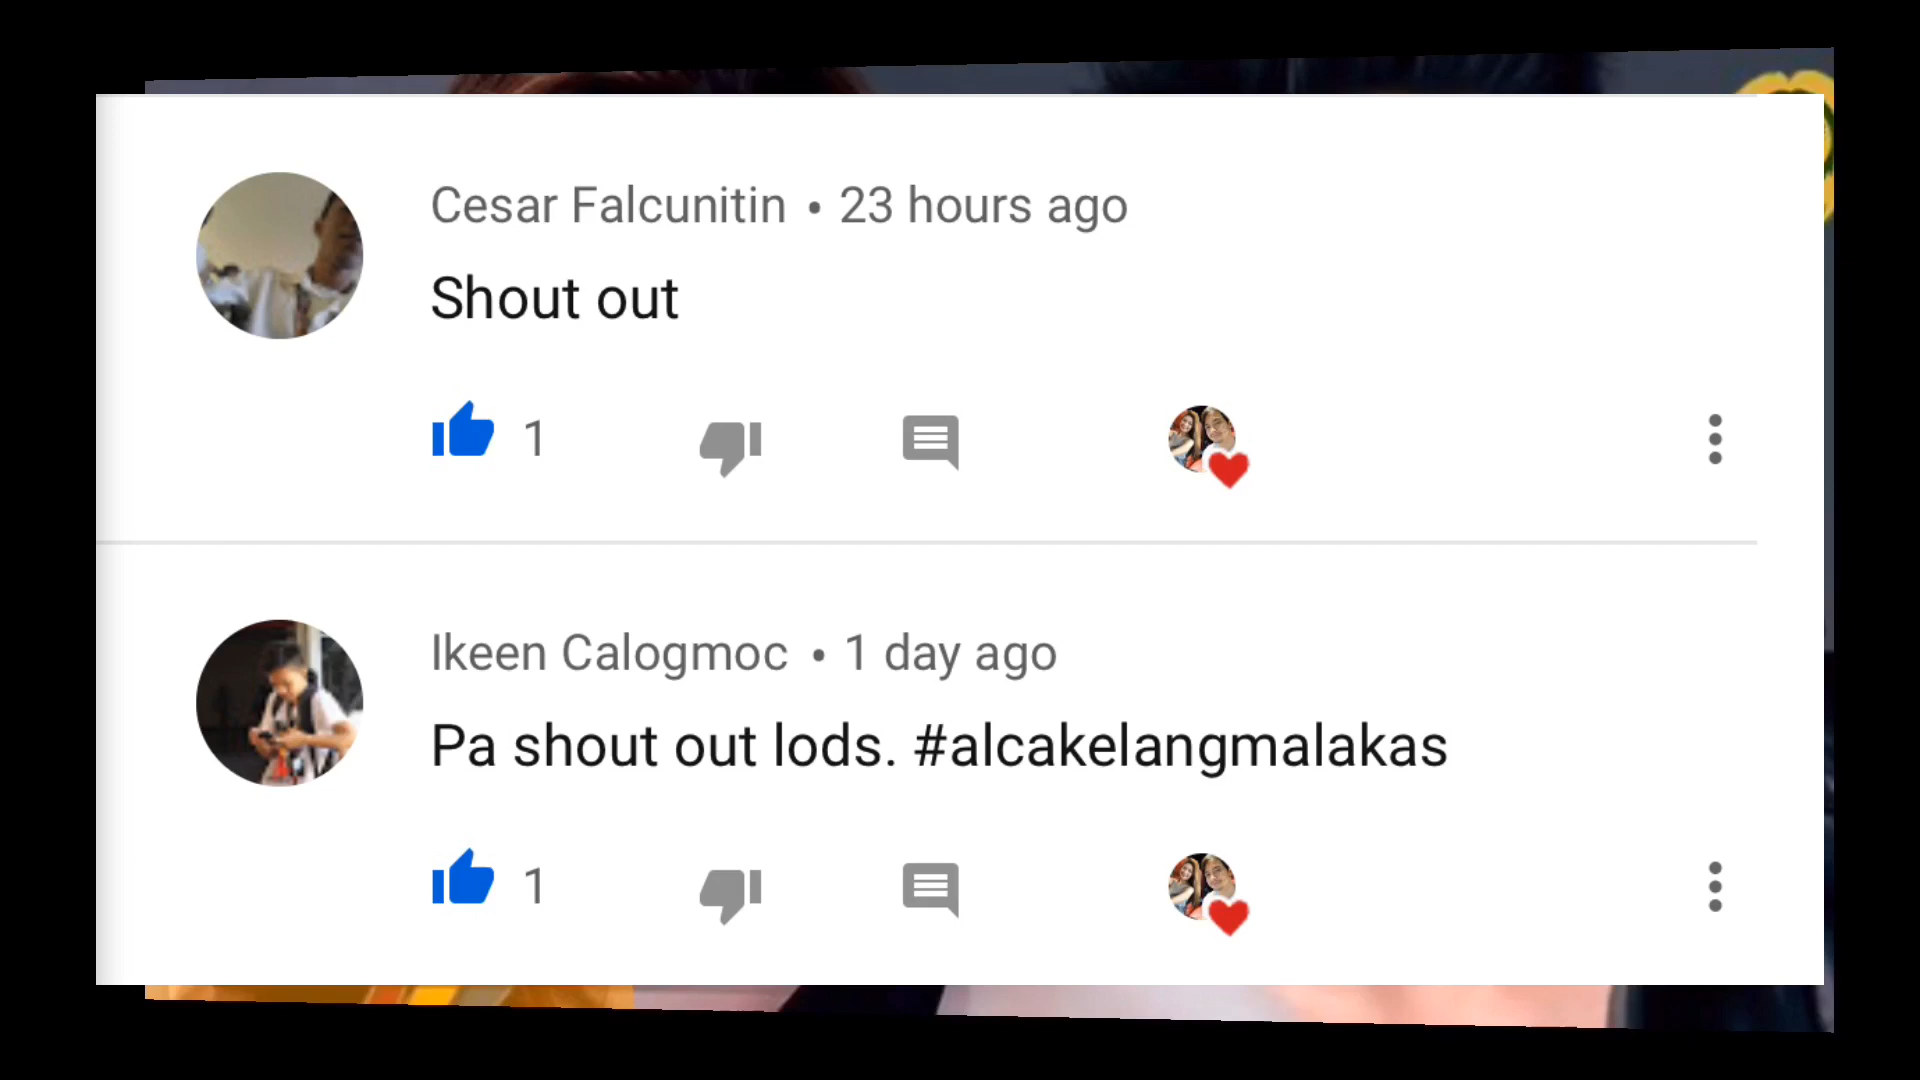 Cesar Falcunitin • 23 hours ago
Shout out
1
Ikeen Calogmoc • 1 day ago
Pa shout out lods. #alcakelangmalakas
1